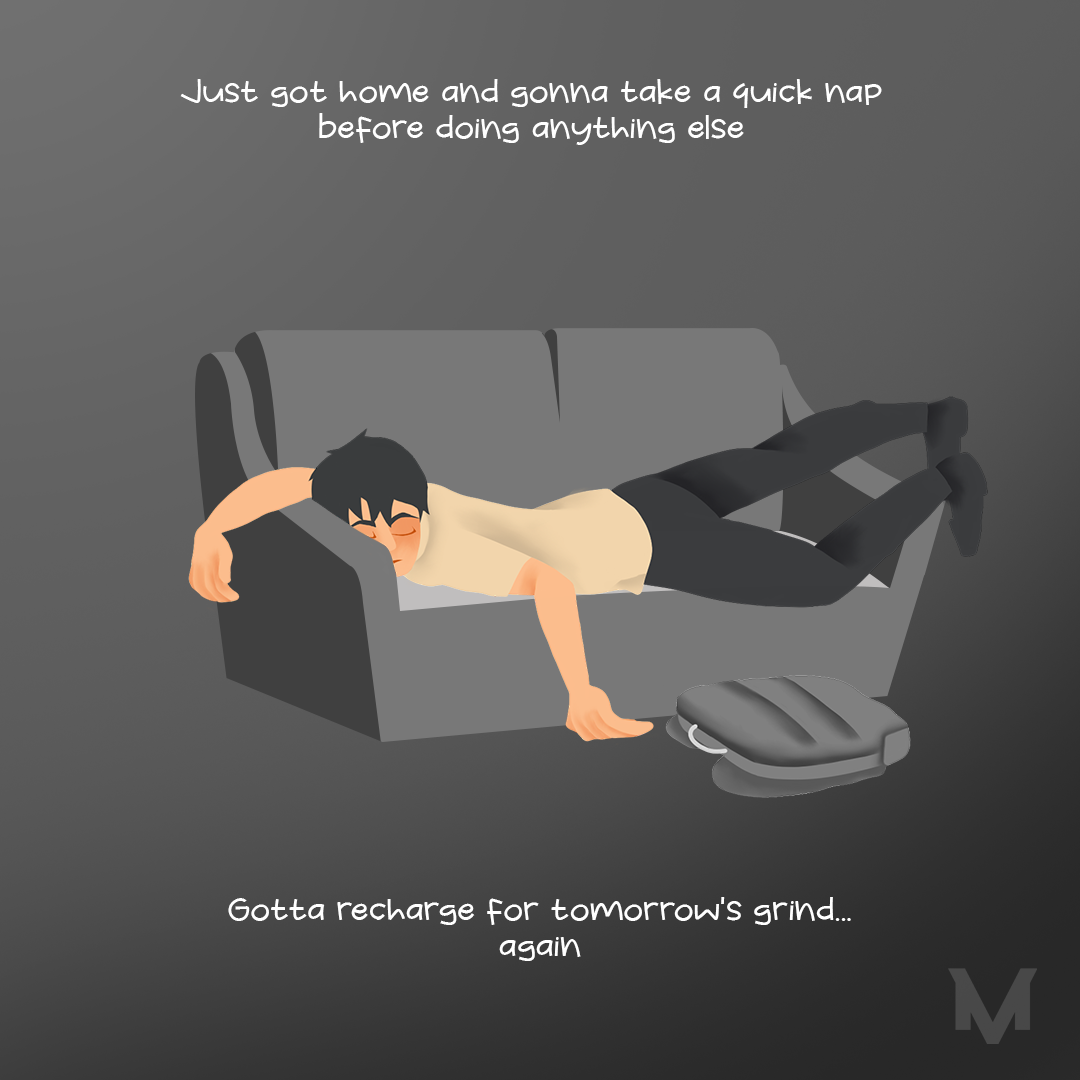 Just got home and gonna take a quick nap
before doing anything else
Gotta recharge for tomorrow's grind...
again